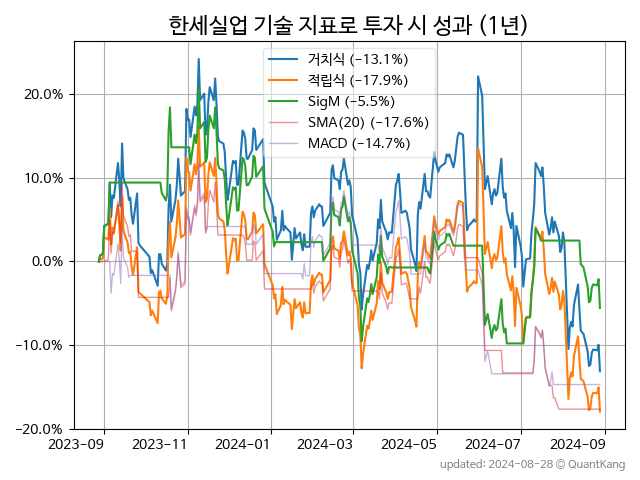 한세실업 기술 지표로 투자 시 성과 (1년)
거치식 (−13.1%)
적립식 (−17.9%)
SigM (−5.5%)
SMA(20) (−17.6%)
MACD (−14.7%)
20.0%
10.0%
0.0%
−10.0%
−20.0%
2023-09
2023-11
2024-01
2024-03
2024-05
2024-07
2024-09
updated: 2024-08-28 © QuantKang